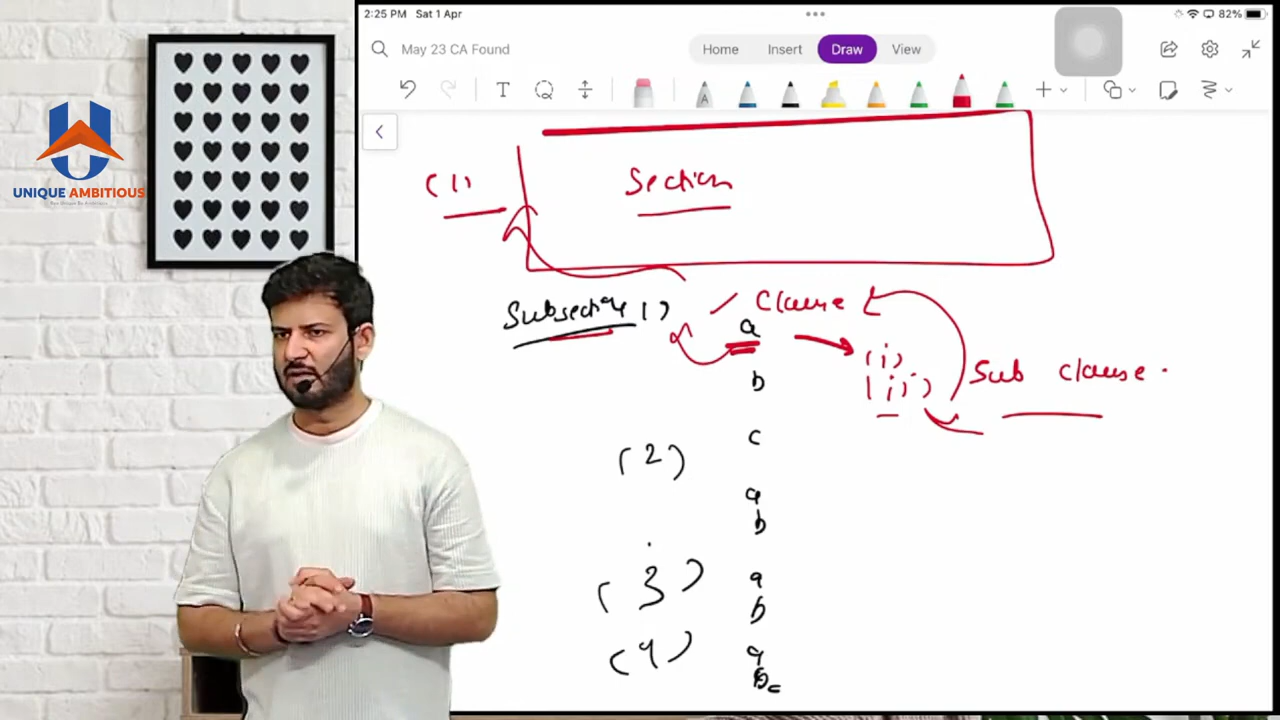 2:25 PM Sat 1 Apr
82%
May 23 CA Found
Home Insert Draw View
T
A
UNIQUE AMBITIOUS
(1)
Section
Subsection 1)
Clause
a
(i)
(ii)
Sub clause.
b
c
(2)
a
b
(3)
a
b
(4)
a
b